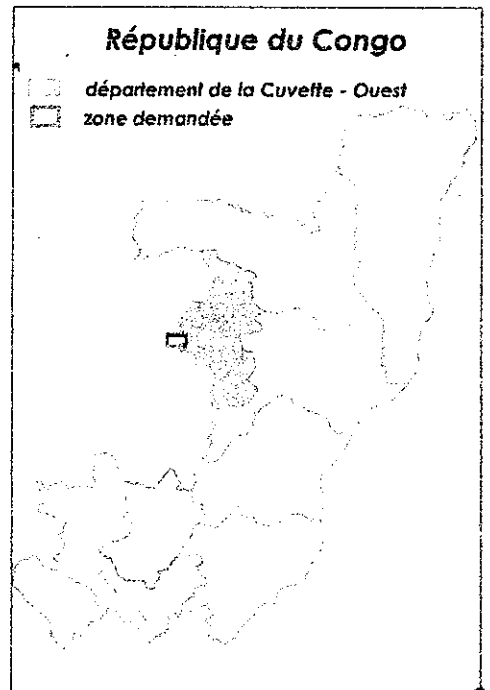 République du Congo
département de la Cuvette - Ouest
zone demandée